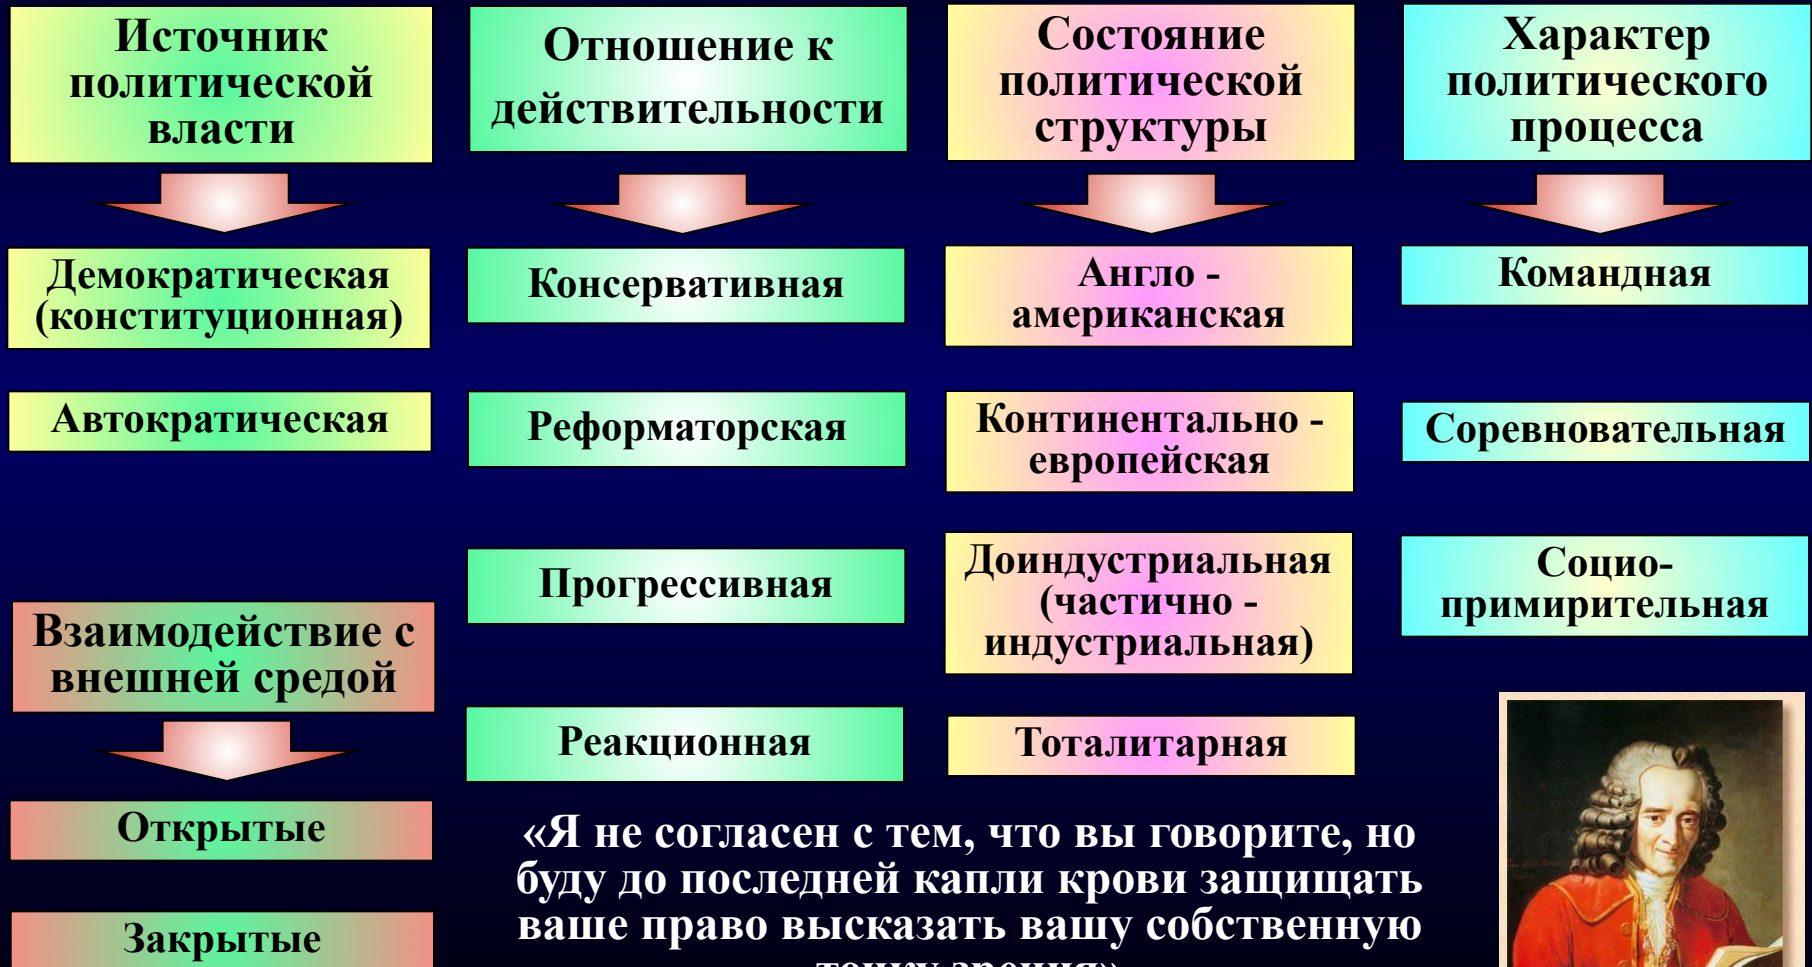 Источник
политической
власти
Демократическая
(конституционная)
Автократическая
Взаимодействие с
внешней средой
Открытые
Закрытые
Отношение к
действительности
Консервативная
Реформаторская
Прогрессивная
Реакционная
Состояние
политической
структуры
Англо -
американская
Континентально -
европейская
Доиндустриальная
(частично -
индустриальная)
Тоталитарная
Характер
политического
процесса
Командная
Соревновательная
Социо-
примирительная
«Я не согласен с тем, что вы говорите, но
буду до последней капли крови защищать
ваше право высказать вашу собственную
точку зрения»